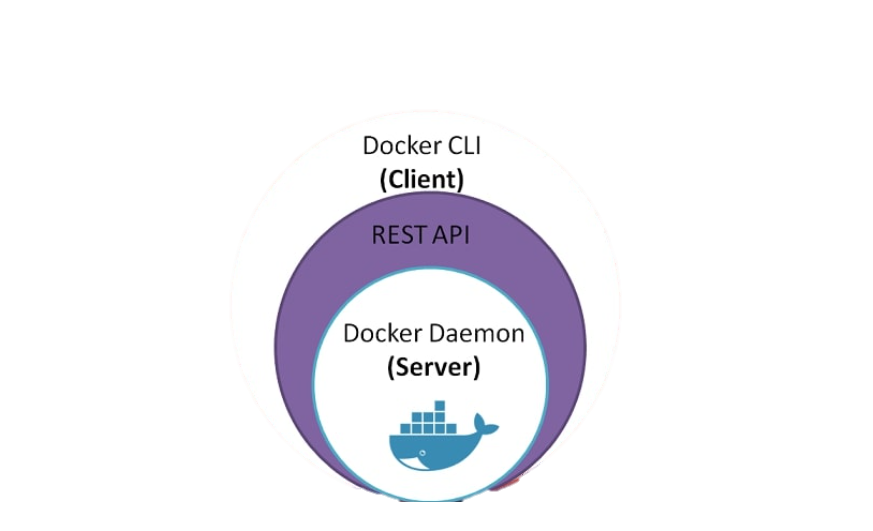 Docker CLI
(Client)
REST API
Docker Daemon
(Server)